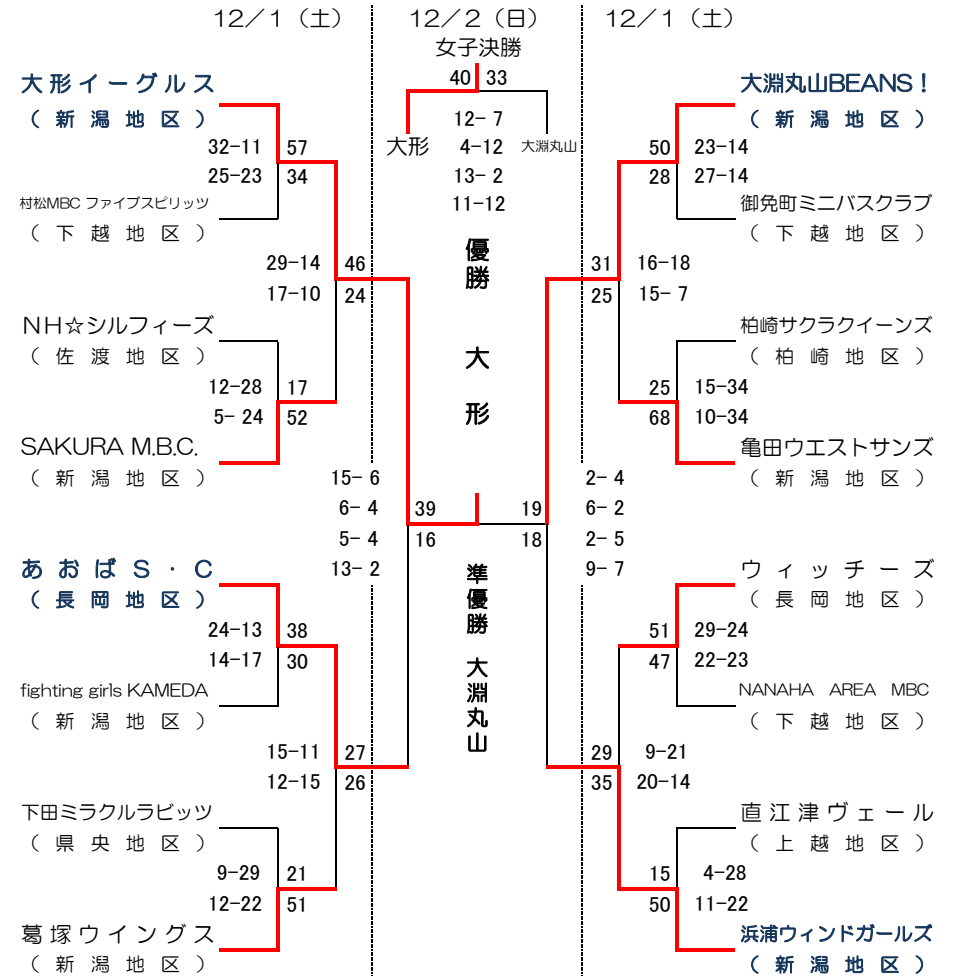 12／1（土）
12／2（日）
12／1（土）
女子決勝
40 33
大形 大淵丸山
12- 7
4-12
13- 2
11-12
優勝 大形
準優勝 大淵丸山
大形イーグルス
（新潟地区）
32-11 57
25-23 34
村松MBC ファイブスピリッツ
（下越地区）
29-14 46
17-10 24
ＮＨ☆シルフィーズ
（佐渡地区）
12-28 17
5- 24 52
SAKURA M.B.C.
（新潟地区）
15- 6
6- 4 39
5- 4 16
13- 2
あおばＳ・Ｃ
（長岡地区）
24-13 38
14-17 30
fighting girls KAMEDA
（新潟地区）
15-11 27
12-15 26
下田ミラクルラビッツ
（県央地区）
9-29 21
12-22 51
葛塚ウイングス
（新潟地区）
大淵丸山BEANS！
（新潟地区）
50 23-14
28 27-14
御免町ミニバスクラブ
（下越地区）
31 16-18
25 15- 7
柏崎サクラクイーンズ
（柏崎地区）
25 15-34
68 10-34
亀田ウエストサンズ
（新潟地区）
2- 4
19 6- 2
18 2- 5
9- 7
ウィッチーズ
（長岡地区）
51 29-24
47 22-23
NANAHA AREA MBC
（下越地区）
29 9-21
35 20-14
直江津ヴェール
（上越地区）
15 4-28
50 11-22
浜浦ウィンドガールズ
（新潟地区）